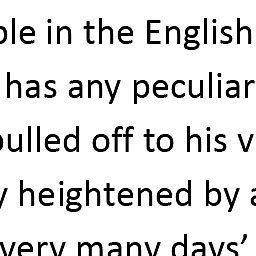 ble in the English
has any peculiar
pulled off to his v
y heightened by a
very many days’